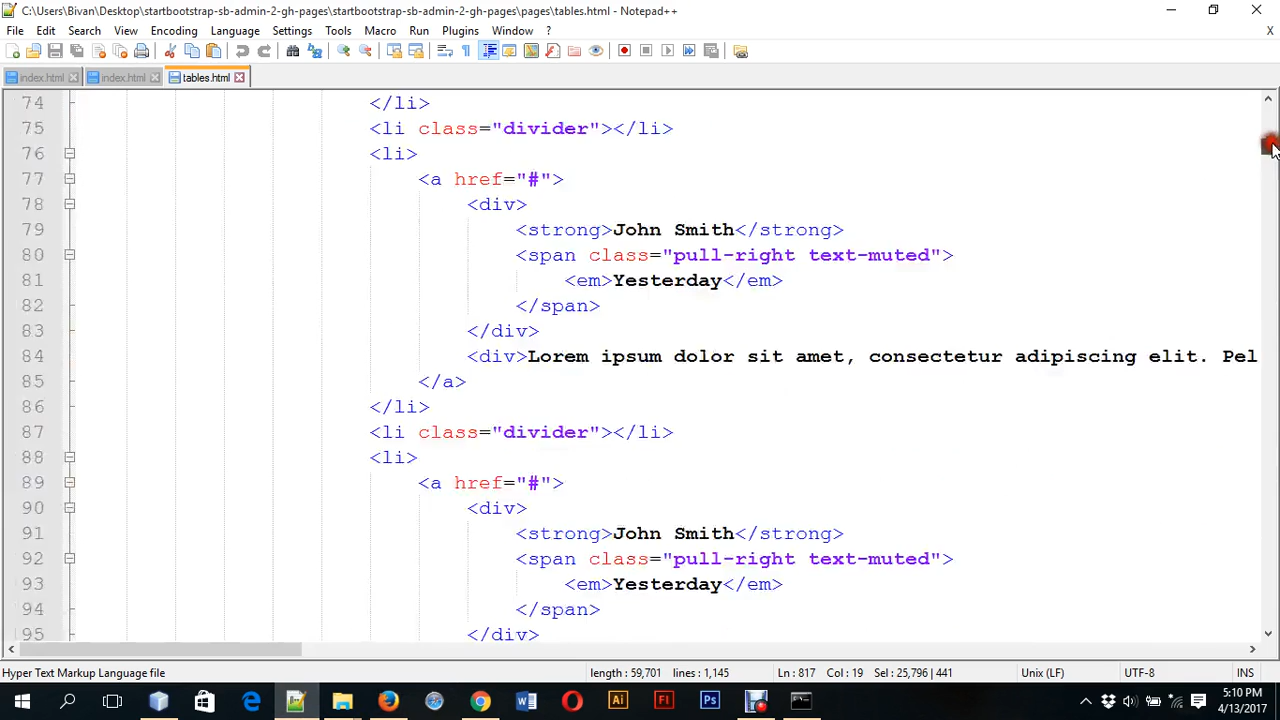 C:\Users\Bivan\Desktop\startbootstrap-sb-admin-2-gh-pages\startbootstrap-sb-admin-2-gh-pages\pages\tables.html - Notepad++
File Edit Search View Encoding Language Settings Tools Macro Run Plugins Window ? X
index.html index.html tables.html
74 </li>
75 <li class="divider"></li>
76 <li>
77 <a href="#">
78 <div>
79 <strong>John Smith</strong>
80 <span class="pull-right text-muted">
81 <em>Yesterday</em>
82 </span>
83 </div>
84 <div>Lorem ipsum dolor sit amet, consectetur adipiscing elit. Pel
85 </a>
86 </li>
87 <li class="divider"></li>
88 <li>
89 <a href="#">
90 <div>
91 <strong>John Smith</strong>
92 <span class="pull-right text-muted">
93 <em>Yesterday</em>
94 </span>
95 </div>
Hyper Text Markup Language file length : 59,701 lines : 1,145 Ln : 817 Col : 19 Sel : 25,796 | 441 Unix (LF) UTF-8 INS
Ai Fl Ps 5:10 PM
4/13/2017